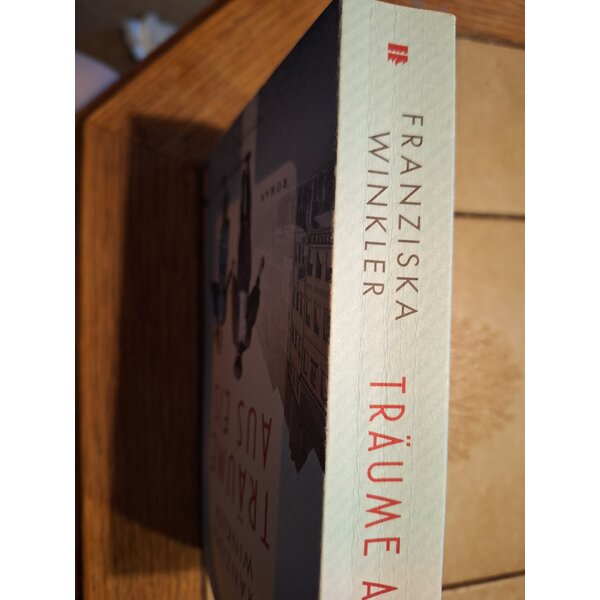 FRANZISKA
WINKLER
TRÄUME A
ROMAN
TRÄUME
AUS EIS